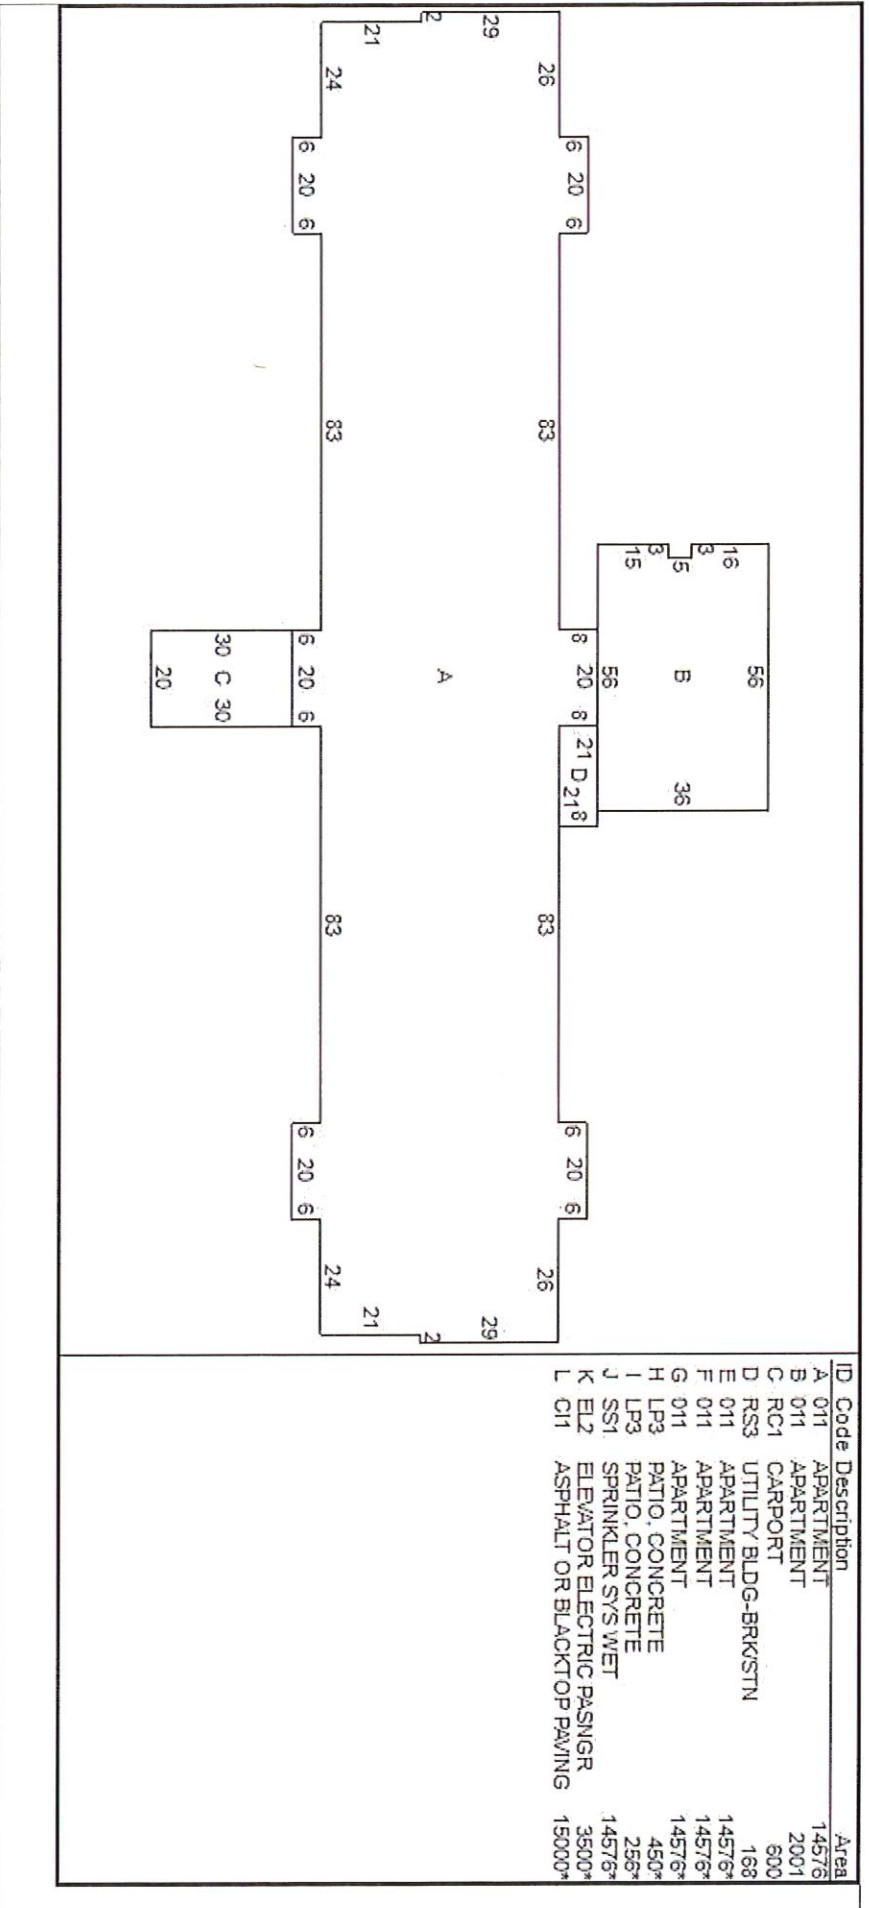 56
16
3
5 B 36
3
15
56
6 20 6 8 20 8 21 D 21 8 6 20 6
26 83 83 26
29 29
2 A 2
21 21
24 83 83 24
6 20 6 6 20 6 6 20 6
30 C 30
20
ID Code Description Area
A 011 APARTMENT 14576
B 011 APARTMENT 2001
C RC1 CARPORT 600
D RS3 UTILITY BLDG-BRK/STN 168
E 011 APARTMENT 14576*
F 011 APARTMENT 14576*
G 011 APARTMENT 14576*
H LP3 PATIO, CONCRETE 450*
I LP3 PATIO, CONCRETE 256*
J SS1 SPRINKLER SYS WET 14576*
K EL2 ELEVATOR ELECTRIC PASNGR 3500*
L CI1 ASPHALT OR BLACKTOP PAVING 15000*